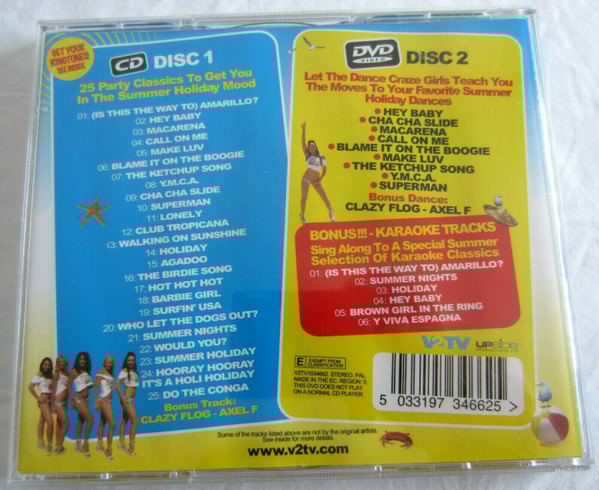 GET YOUR
RINGTONES!
SEE INSIDE
CD DISC 1
25 Party Classics To Get You
In The Summer Holiday Mood
01: (IS THIS THE WAY TO) AMARILLO?
02: HEY BABY
03: MACARENA
04: CALL ON ME
05: MAKE LUV
06: BLAME IT ON THE BOOGIE
07: THE KETCHUP SONG
08: Y.M.C.A.
09: CHA CHA SLIDE
10: SUPERMAN
11: LONELY
12: CLUB TROPICANA
13: WALKING ON SUNSHINE
14: HOLIDAY
15: AGADOO
16: THE BIRDIE SONG
17: HOT HOT HOT
18: BARBIE GIRL
19: SURFIN' USA
20: WHO LET THE DOGS OUT?
21: SUMMER NIGHTS
22: WOULD YOU?
23: SUMMER HOLIDAY
24: HOORAY HOORAY
IT'S A HOLI HOLIDAY
25: DO THE CONGA
Bonus Track:
CLAZY FLOG - AXEL F
DVD VIDEO DISC 2
Let The Dance Craze Girls Teach You
The Moves To Your Favorite Summer
Holiday Dances
• HEY BABY
• CHA CHA SLIDE
• MACARENA
• CALL ON ME
• BLAME IT ON THE BOOGIE
• MAKE LUV
• THE KETCHUP SONG
• Y.M.C.A.
• SUPERMAN
Bonus Dance:
CLAZY FLOG - AXEL F
BONUS!!! - KARAOKE TRACKS
Sing Along To A Special Summer
Selection Of Karaoke Classics
01: (IS THIS THE WAY TO) AMARILLO?
02: SUMMER NIGHTS
03: HOLIDAY
04: HEY BABY
05: BROWN GIRL IN THE RING
06: Y VIVA ESPAGNA
V2TV UPSIDE
E EXEMPT FROM
CLASSIFICATION
V2TV1034662. STEREO. PAL.
MADE IN THE EC. REGION: 0.
THIS DVD DOES NOT PLAY
ON A NORMAL CD PLAYER.
5 033197 346625 >
Some of the tracks listed above are not by the original artists.
See inside for more details
www.v2tv.com